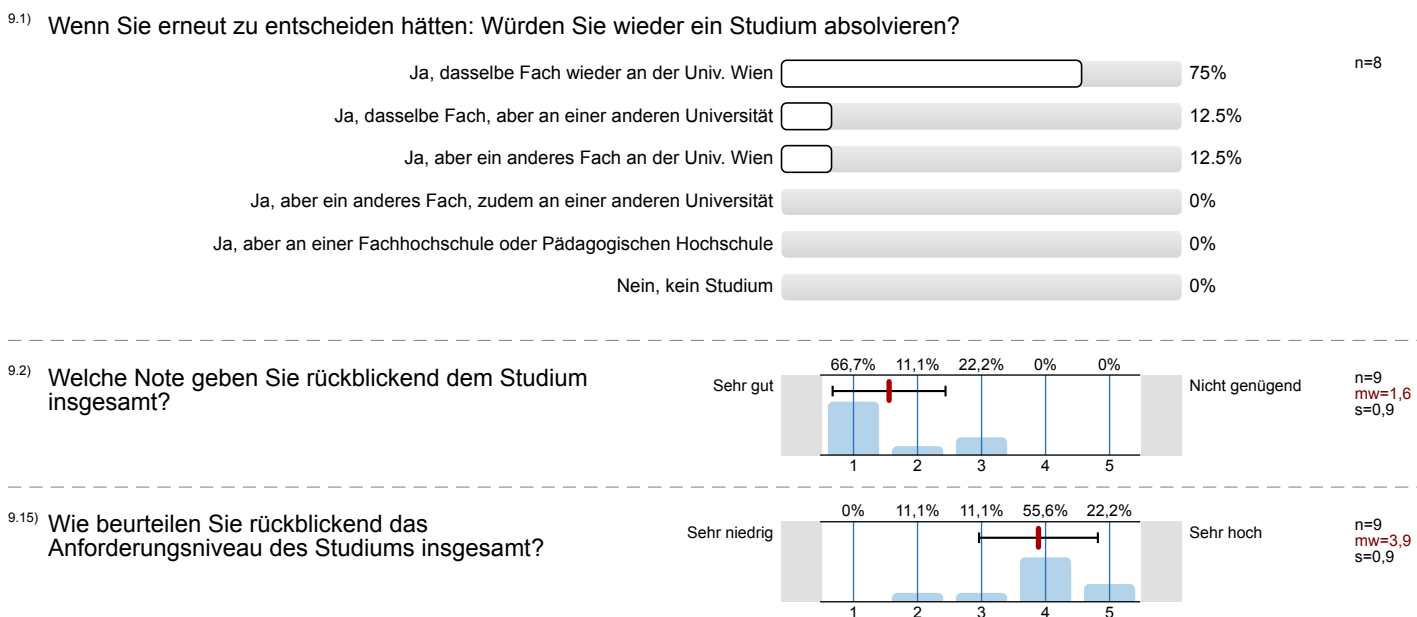 9.1) Wenn Sie erneut zu entscheiden hätten: Würden Sie wieder ein Studium absolvieren?
Ja, dasselbe Fach wieder an der Univ. Wien 75% n=8
Ja, dasselbe Fach, aber an einer anderen Universität 12.5%
Ja, aber ein anderes Fach an der Univ. Wien 12.5%
Ja, aber ein anderes Fach, zudem an einer anderen Universität 0%
Ja, aber an einer Fachhochschule oder Pädagogischen Hochschule 0%
Nein, kein Studium 0%
9.2) Welche Note geben Sie rückblickend dem Studium
insgesamt?
66,7% 11,1% 22,2% 0% 0%
Sehr gut Nicht genügend
n=9
mw=1,6
s=0,9
1 2 3 4 5
9.15) Wie beurteilen Sie rückblickend das
Anforderungsniveau des Studiums insgesamt?
0% 11,1% 11,1% 55,6% 22,2%
Sehr niedrig Sehr hoch
n=9
mw=3,9
s=0,9
1 2 3 4 5